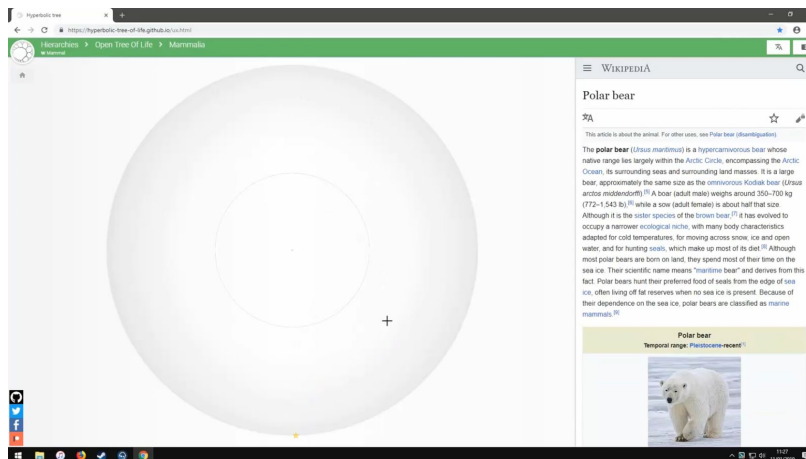 Hyperbolic tree
https://hyperbolic-tree-of-life.github.io/ux.html
Hierarchies > Open Tree Of Life > Mammalia
Mammal
WIKIPEDIA
Polar bear
This article is about the animal. For other uses, see Polar bear (disambiguation).
The polar bear (Ursus maritimus) is a hypercarnivorous bear whose
native range lies largely within the Arctic Circle, encompassing the Arctic
Ocean, its surrounding seas and surrounding land masses. It is a large
bear, approximately the same size as the omnivorous Kodiak bear (Ursus
arctos middendorffi).[5] A boar (adult male) weighs around 350–700 kg
(772–1,543 lb),[6] while a sow (adult female) is about half that size.
Although it is the sister species of the brown bear,[7] it has evolved to
occupy a narrower ecological niche, with many body characteristics
adapted for cold temperatures, for moving across snow, ice and open
water, and for hunting seals, which make up most of its diet.[8] Although
most polar bears are born on land, they spend most of their time on the
sea ice. Their scientific name means "maritime bear" and derives from this
fact. Polar bears hunt their preferred food of seals from the edge of sea
ice, often living off fat reserves when no sea ice is present. Because of
their dependence on the sea ice, polar bears are classified as marine
mammals.[9]
Polar bear
Temporal range: Pleistocene-recent[1]
11:27